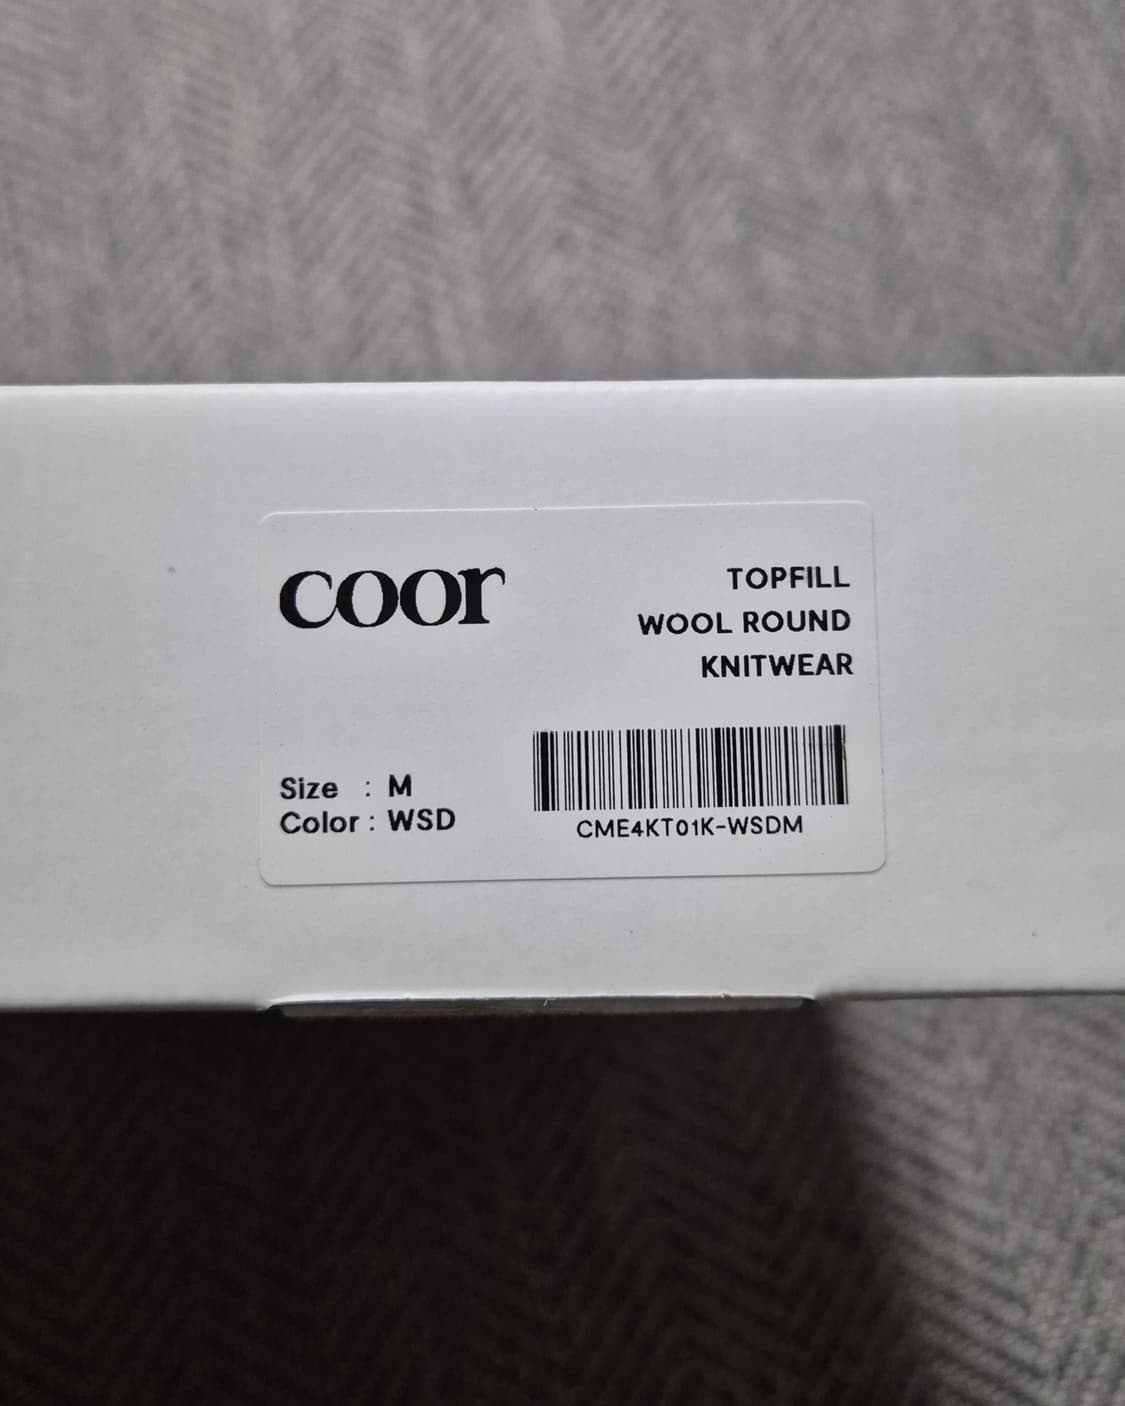 coor
TOPFILL
WOOL ROUND
KNITWEAR
Size : M
Color : WSD
CME4KT01K-WSDM